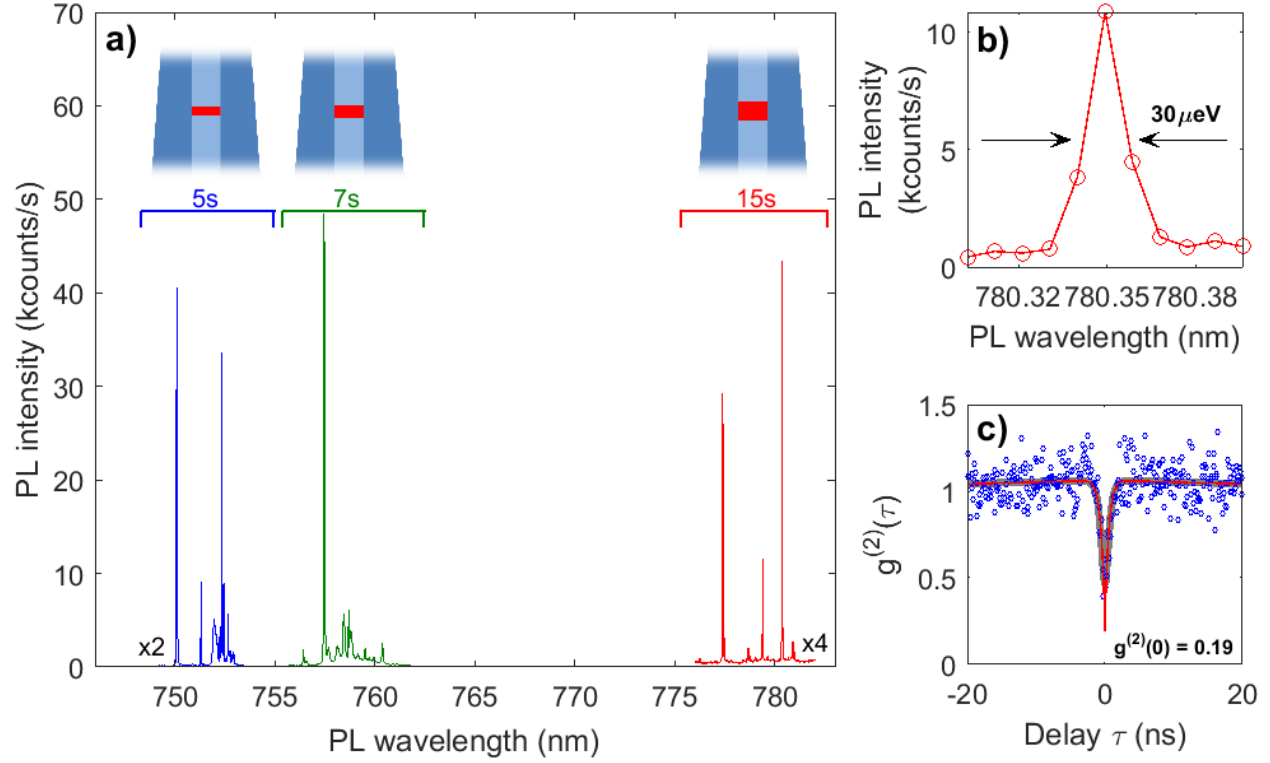 a)
70
60
50
40
30
20
10
0
PL intensity (kcounts/s)
5s
7s
15s
x2
x4
750
755
760
765
770
775
780
PL wavelength (nm)
b)
10
5
0
PL intensity
(kcounts/s)
30μeV
780.32 780.35 780.38
PL wavelength (nm)
c)
1.5
1
0.5
0
g⁽²⁾(τ)
g⁽²⁾(0) = 0.19
-20
0
20
Delay τ (ns)